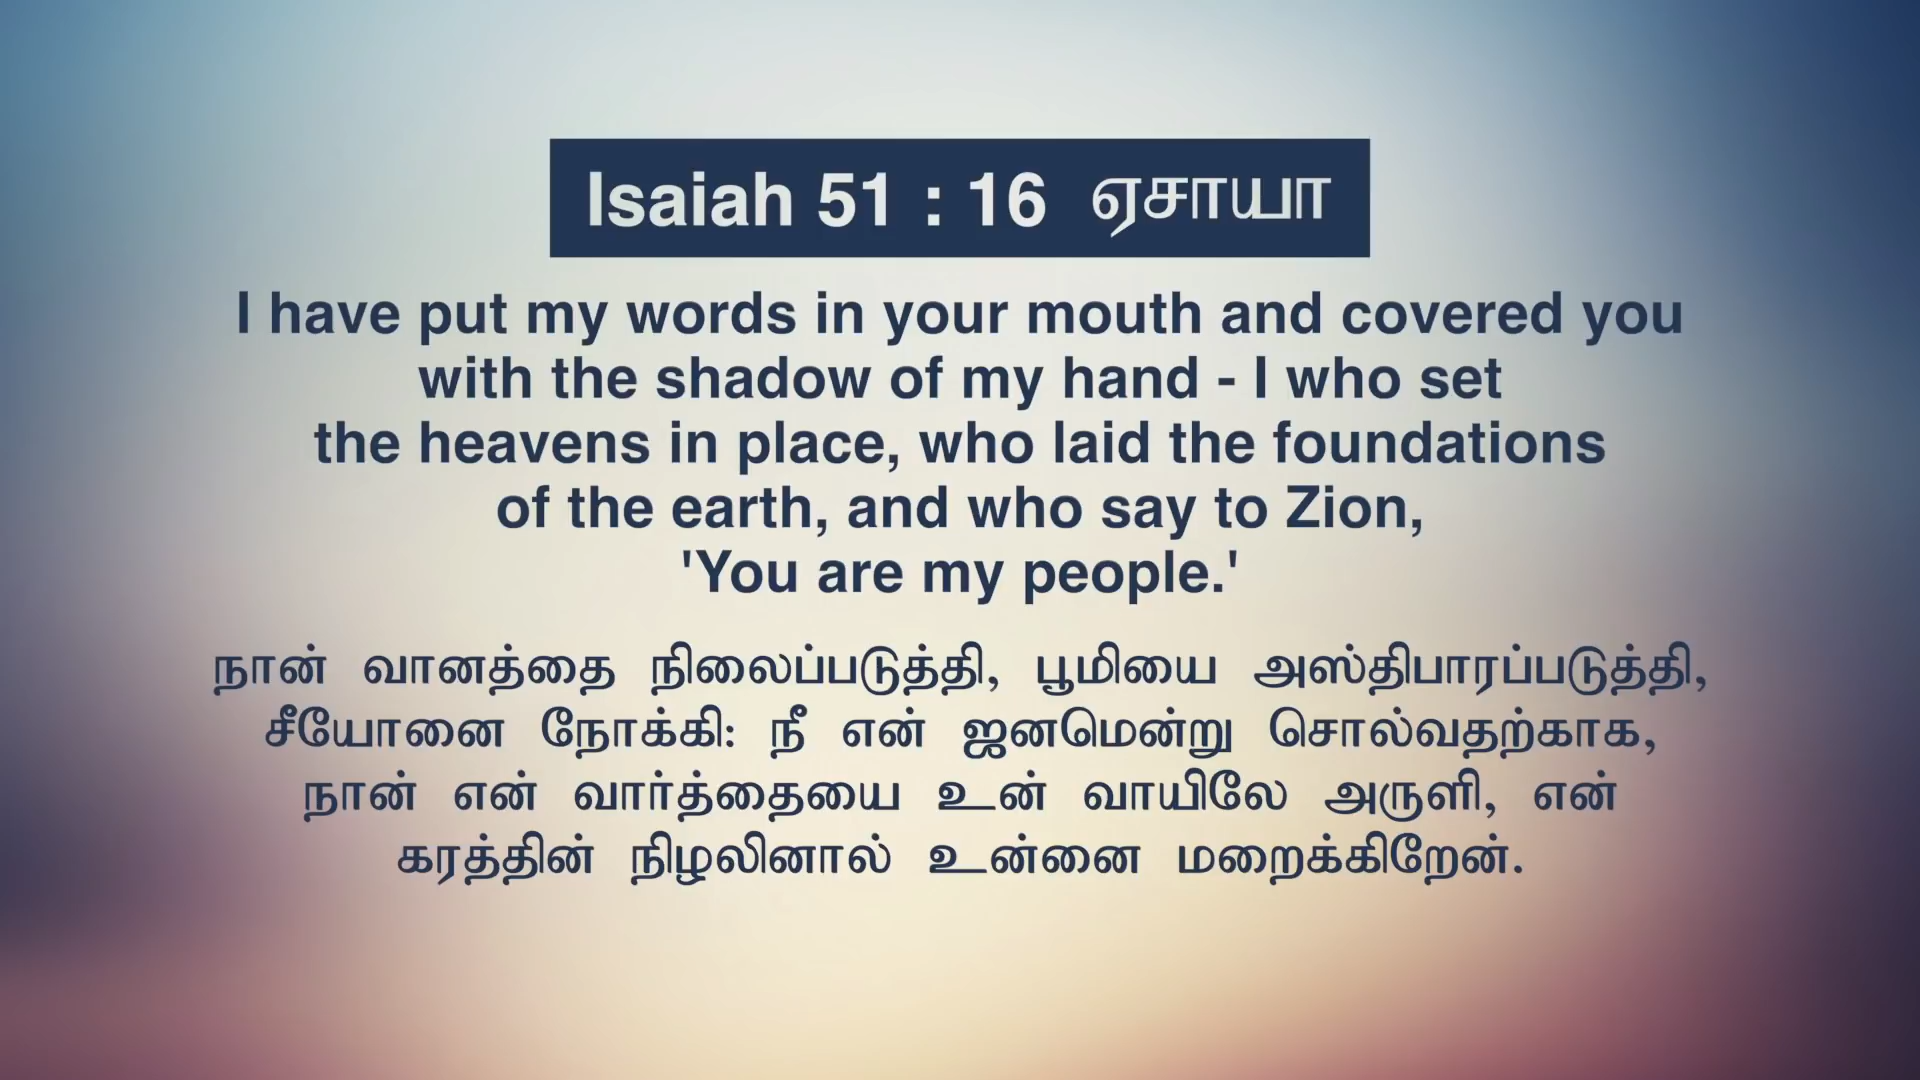 Isaiah 51 : 16 ஏசாயா
I have put my words in your mouth and covered you
with the shadow of my hand - I who set
the heavens in place, who laid the foundations
of the earth, and who say to Zion,
'You are my people.'
நான் வானத்தை நிலைப்படுத்தி, பூமியை அஸ்திபாரப்படுத்தி,
சீயோனை நோக்கி: நீ என் ஜனமென்று சொல்வதற்காக,
நான் என் வார்த்தையை உன் வாயிலே அருளி, என்
கரத்தின் நிழலினால் உன்னை மறைக்கிறேன்.